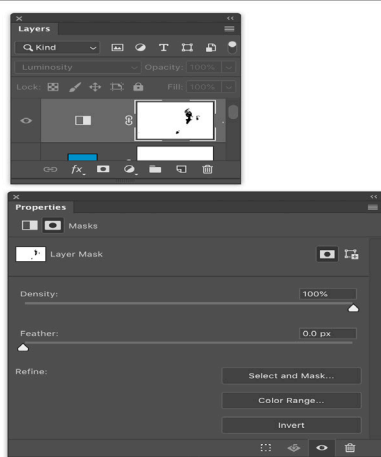 Layers
Kind
T
Luminosity
Opacity: 100%
Lock:
Fill: 100%
fx
Properties
Masks
Layer Mask
Density:
100%
Feather:
0.0 px
Refine:
Select and Mask...
Color Range...
Invert